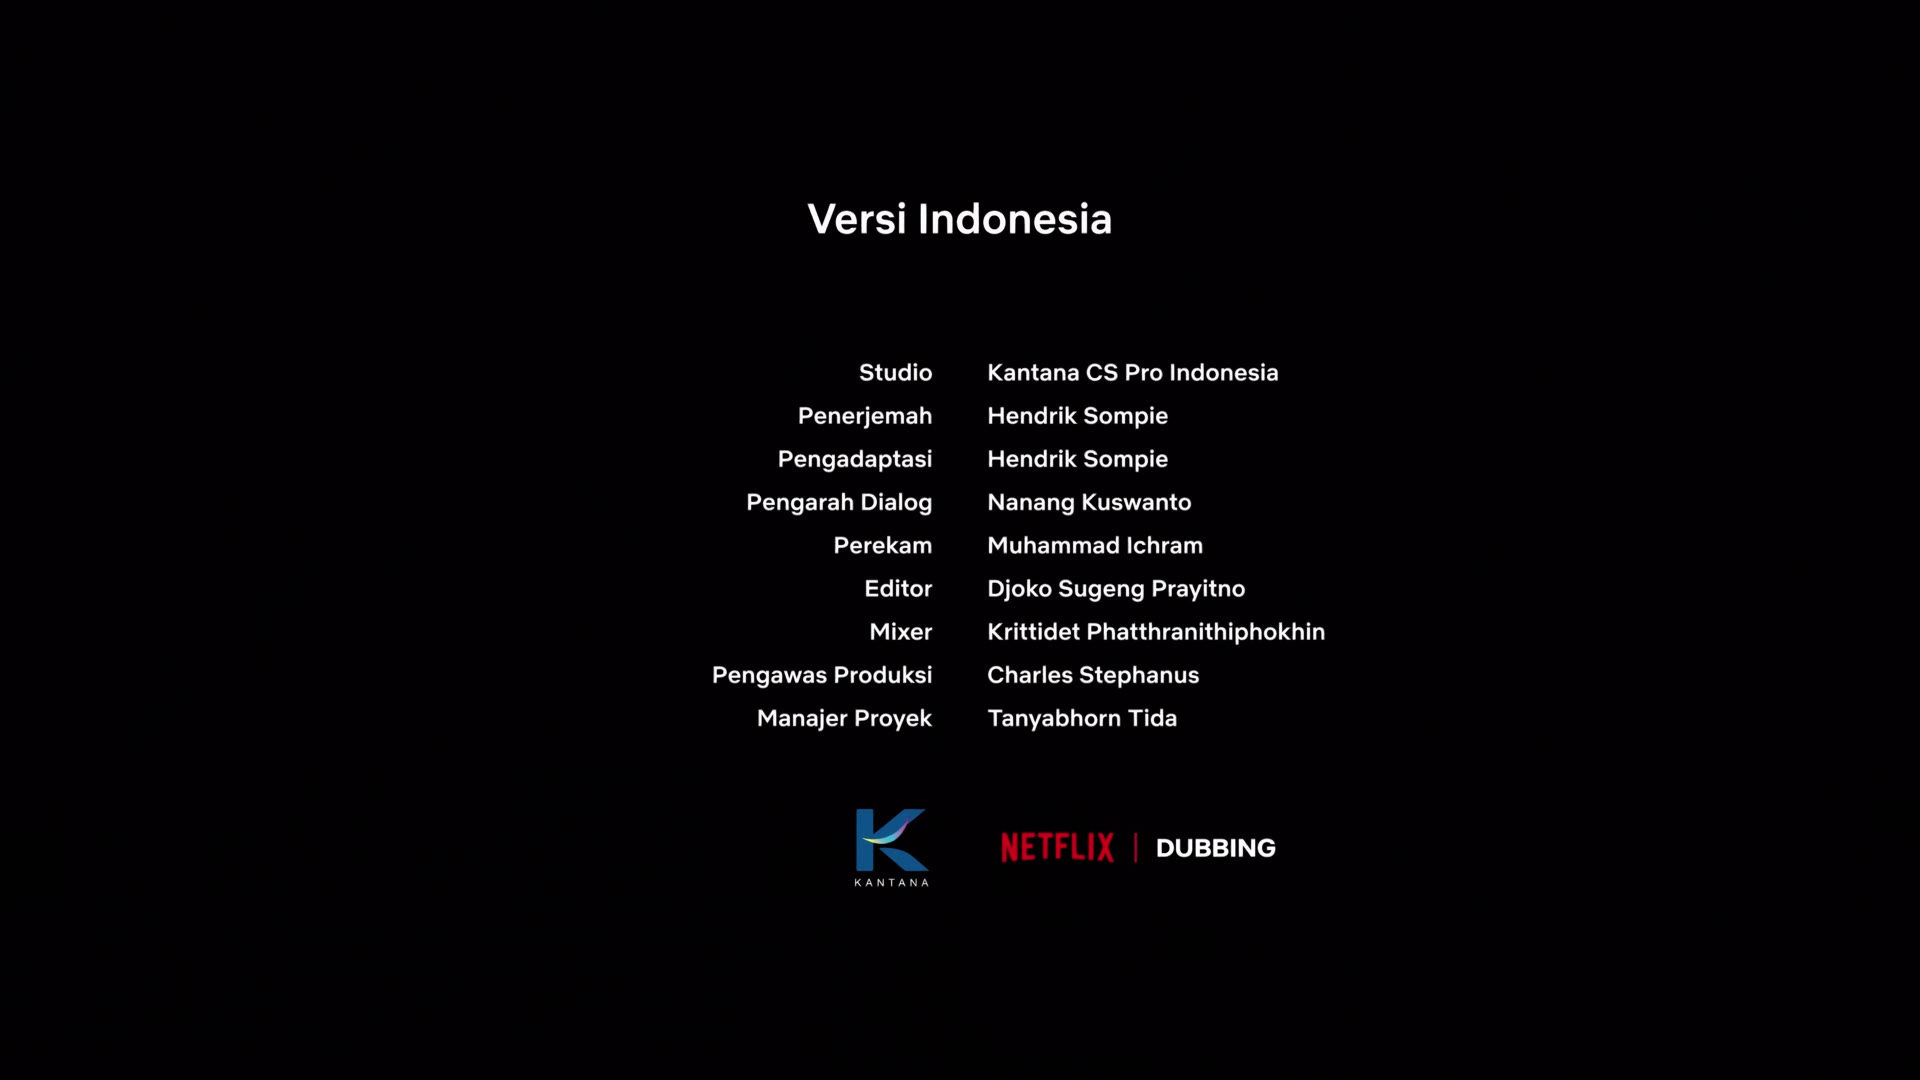 Versi Indonesia
Studio Kantana CS Pro Indonesia
Penerjemah Hendrik Sompie
Pengadaptasi Hendrik Sompie
Pengarah Dialog Nanang Kuswanto
Perekam Muhammad Ichram
Editor Djoko Sugeng Prayitno
Mixer Krittidet Phatthranithiphokhin
Pengawas Produksi Charles Stephanus
Manajer Proyek Tanyabhorn Tida
KANTANA
NETFLIX | DUBBING